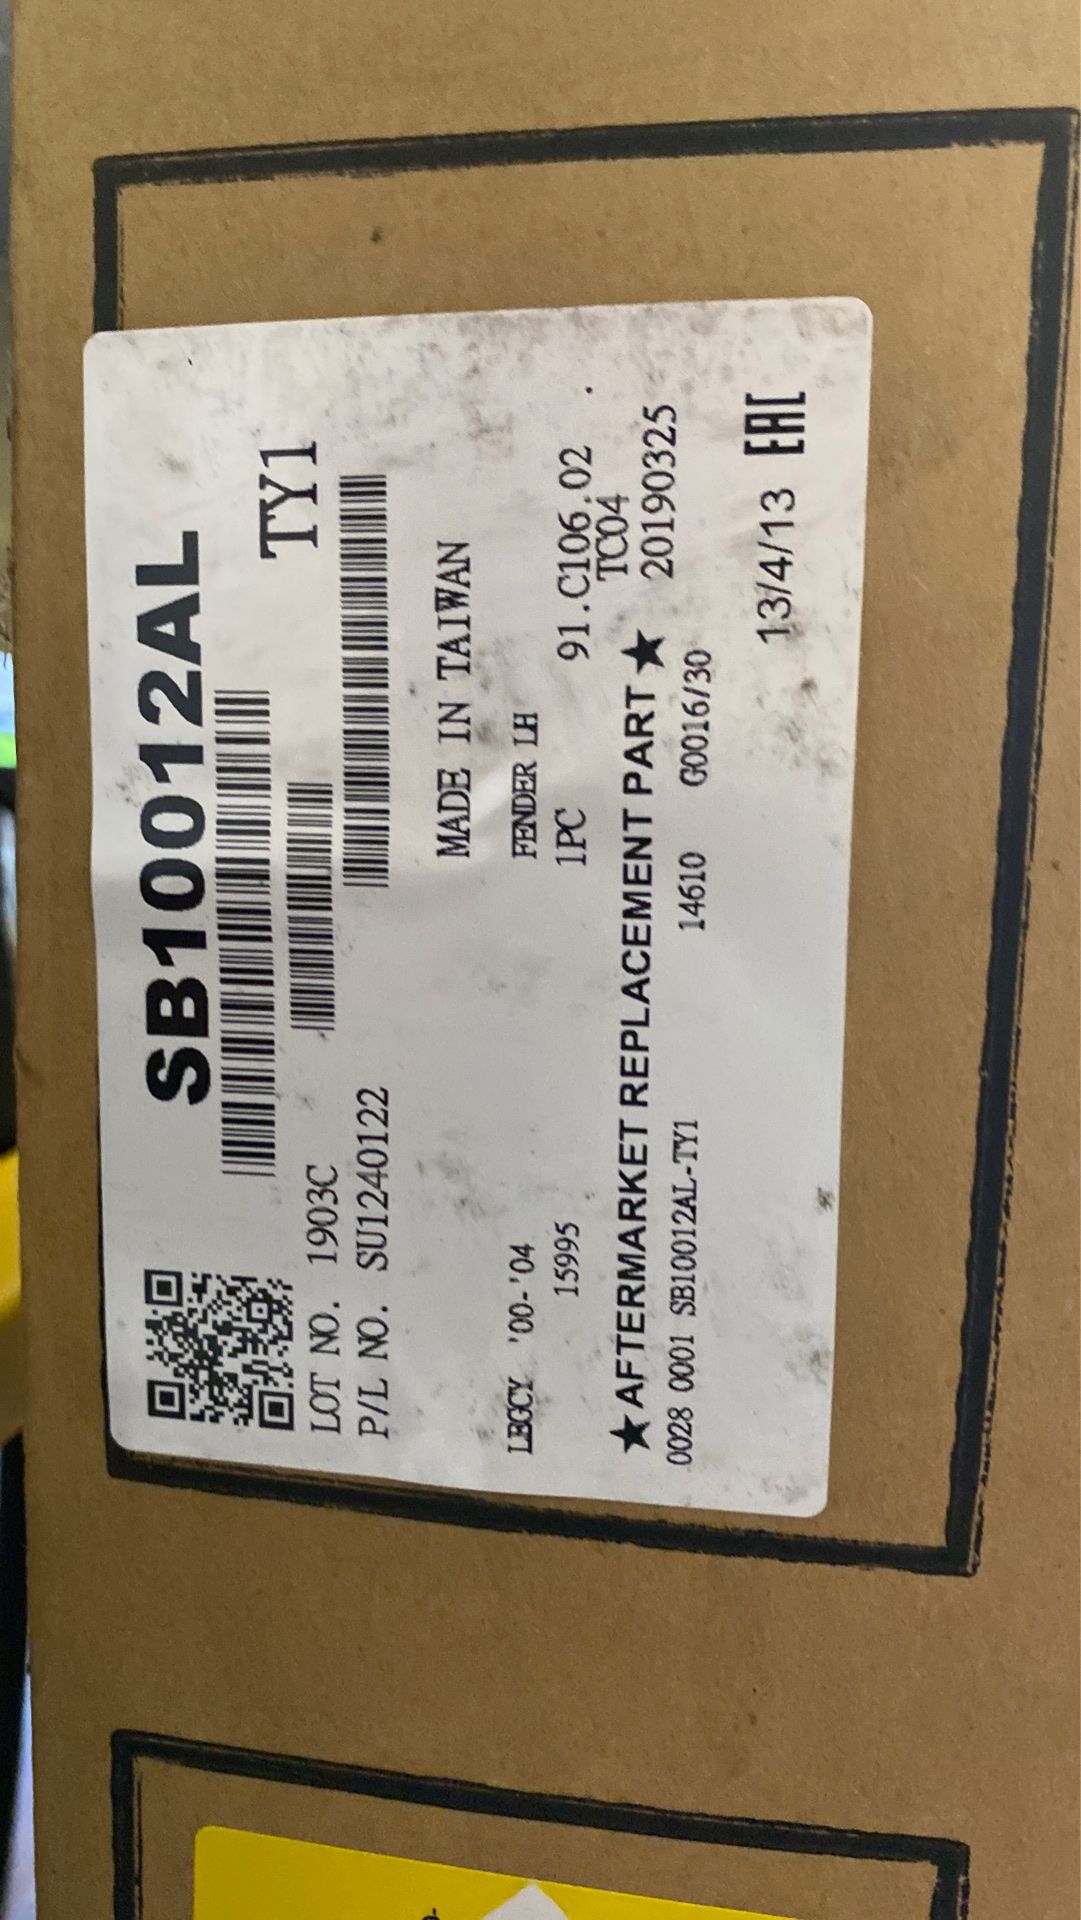 SB10012AL
TY1
LOT NO. 1903C
P/L NO. SU1240122
MADE IN TAIWAN
LEGCY '00-'04 FENDER LH
15995 1PC 91.C106.02
TC04
★AFTERMARKET REPLACEMENT PART★
20190325
0028 0001 SB10012AL-TY1 14610 G0016/30
13/4/13 EAC